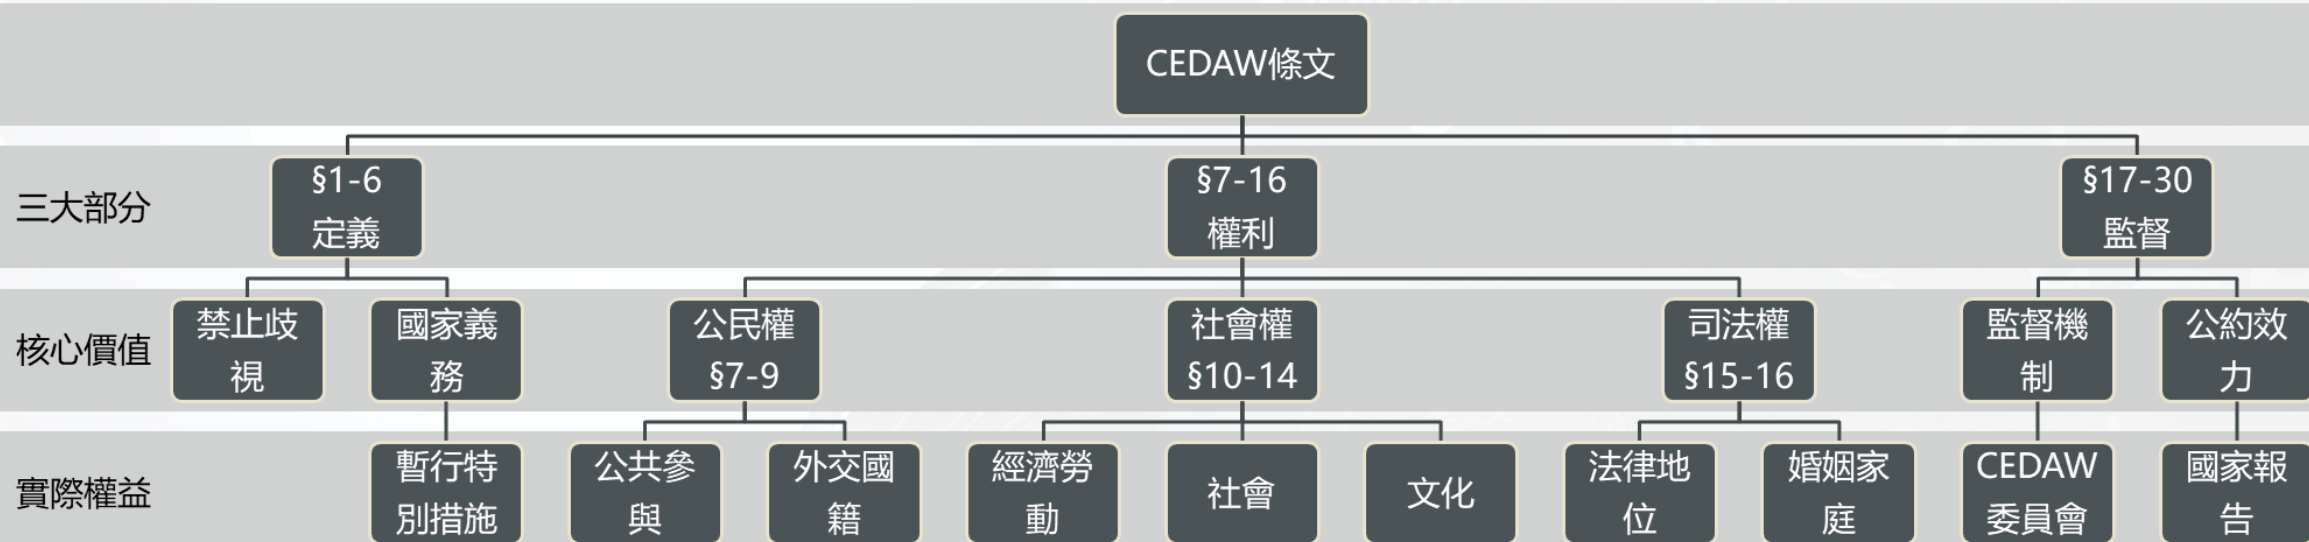 CEDAW條文
三大部分
§1-6
定義
§7-16
權利
§17-30
監督
核心價值
禁止歧
視
國家義
務
公民權
§7-9
社會權
§10-14
司法權
§15-16
監督機
制
公約效
力
實際權益
暫行特
別措施
公共參
與
外交國
籍
經濟勞
動
社會
文化
法律地
位
婚姻家
庭
CEDAW
委員會
國家報
告